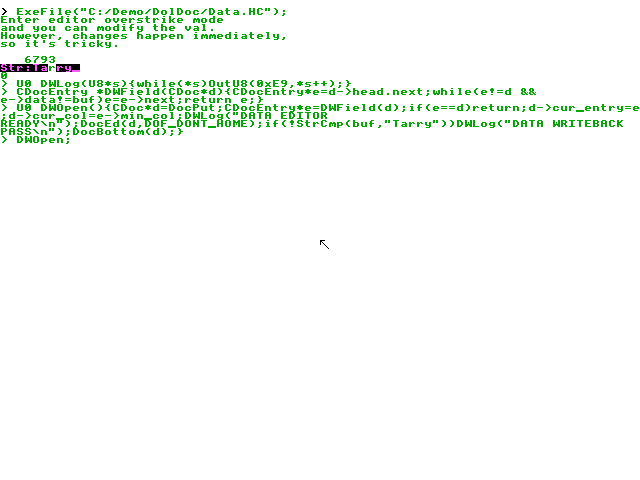 > ExeFile("C:/Demo/DolDoc/Data.HC");
Enter editor overstrike mode
and you can modify the val.
However, changes happen immediately,
so it's tricky.
6793
Str:Tarry_
0
> U0 DWLog(U8*s){while(*s)OutU8(0xE9,*s++);}
> CDocEntry *DWField(CDoc*d){CDocEntry*e=d->head.next;while(e!=d &&
e->data!=buf)e=e->next;return e;}
> U0 DWOpen(){CDoc*d=DocPut;CDocEntry*e=DWField(d);if(e==d)return;d->cur_entry=e
;d->cur_col=e->min_col;DWLog("DATA EDITOR
READY\n");DocEd(d,DOF_DONT_HOME);if(!StrCmp(buf,"Tarry"))DWLog("DATA WRITEBACK
PASS\n");DocBottom(d);}
> DWOpen;